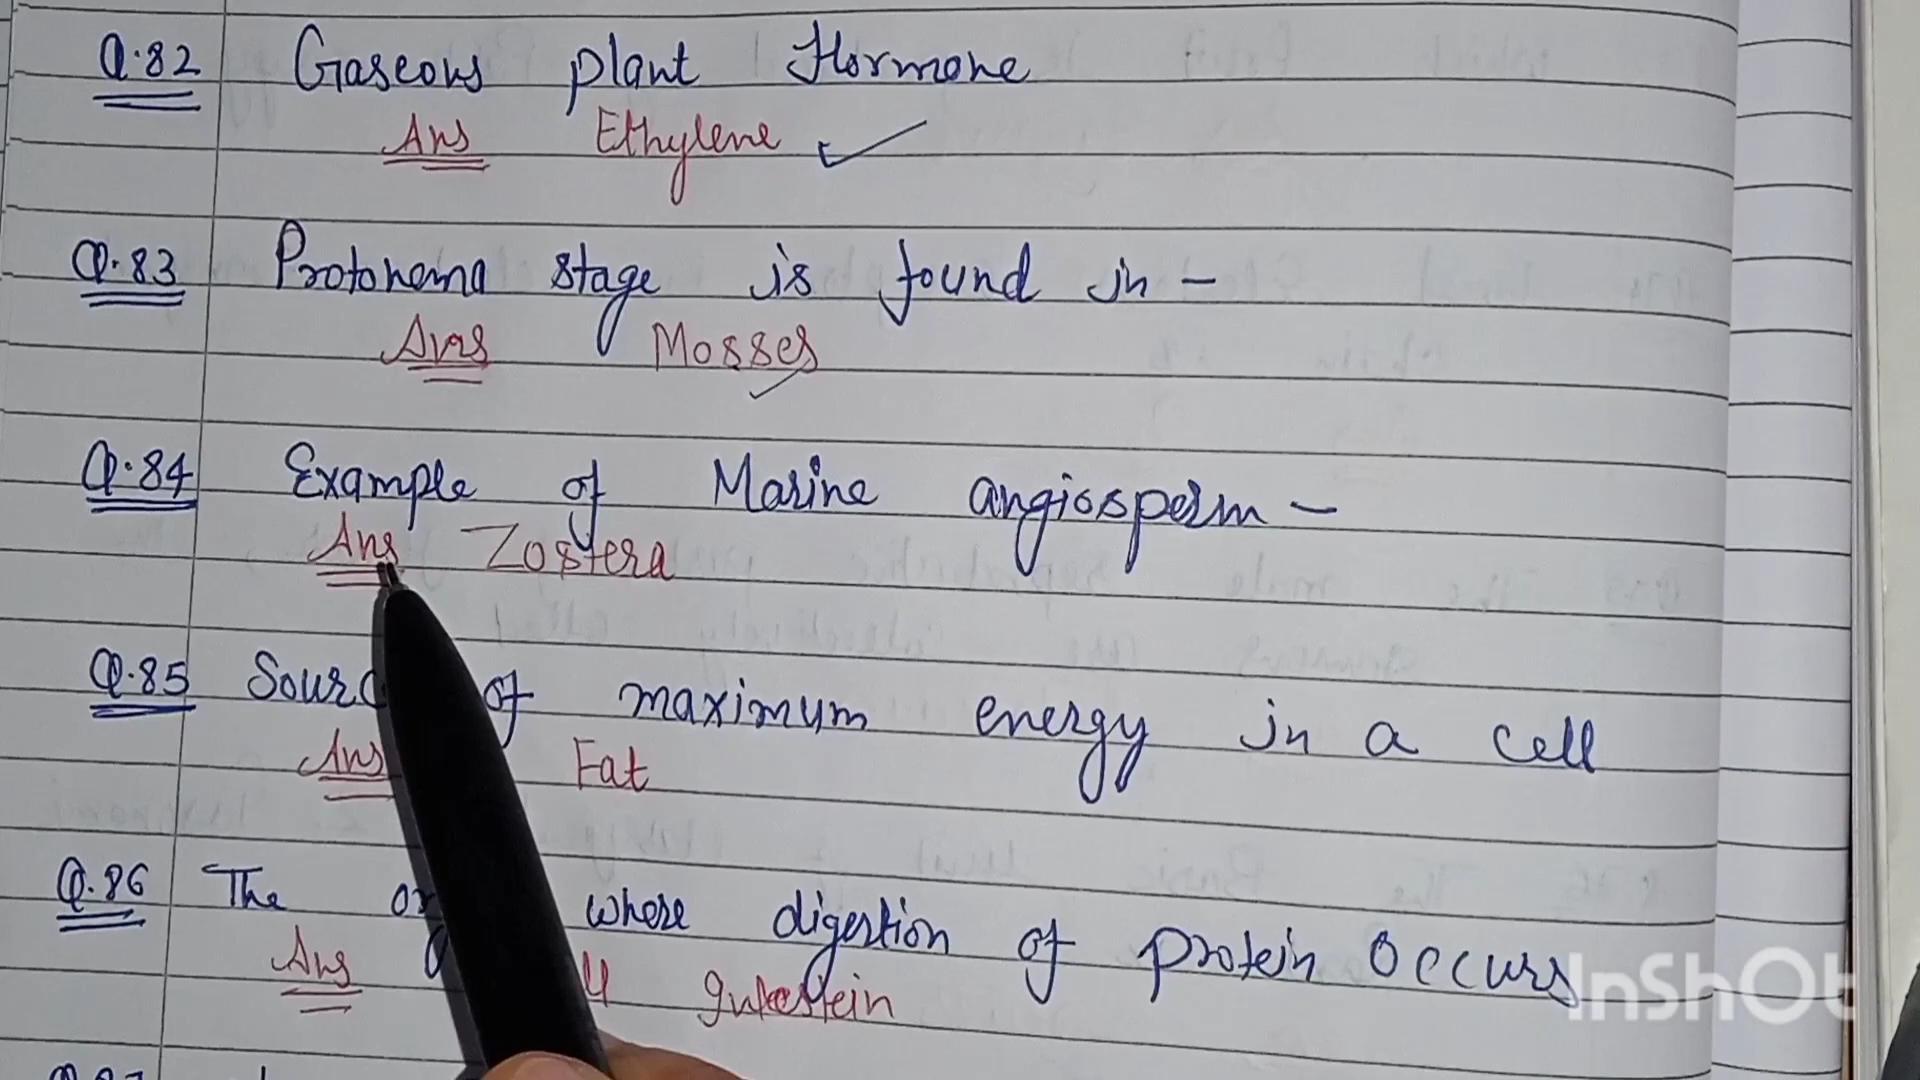 Q.82 Gaseous plant Hormone
Ans Ethylene
Q.83 Protonema stage is found in -
Ans Mosses
Q.84 Example of Marine angiosperm -
Ans Zostera
Q.85 of maximum energy in a cell
Ans Fat
Q.86 The where digestion of protein occurs
Ans
InShOt